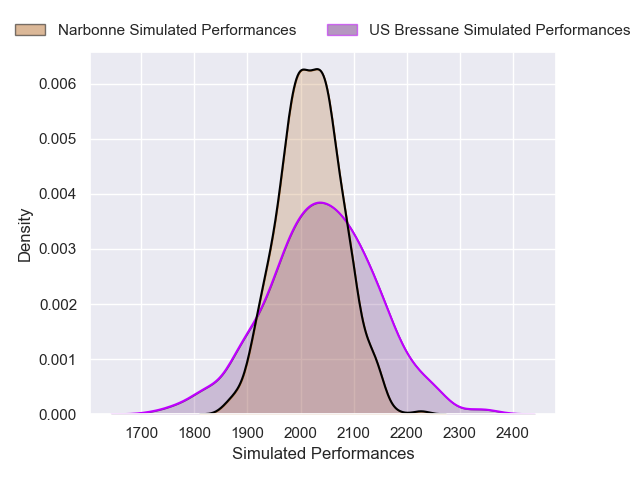 Narbonne Simulated Performances
US Bressane Simulated Performances
0.006
0.005
0.004
0.003
0.002
0.001
0.000
Density
1700 1800 1900 2000 2100 2200 2300 2400
Simulated Performances